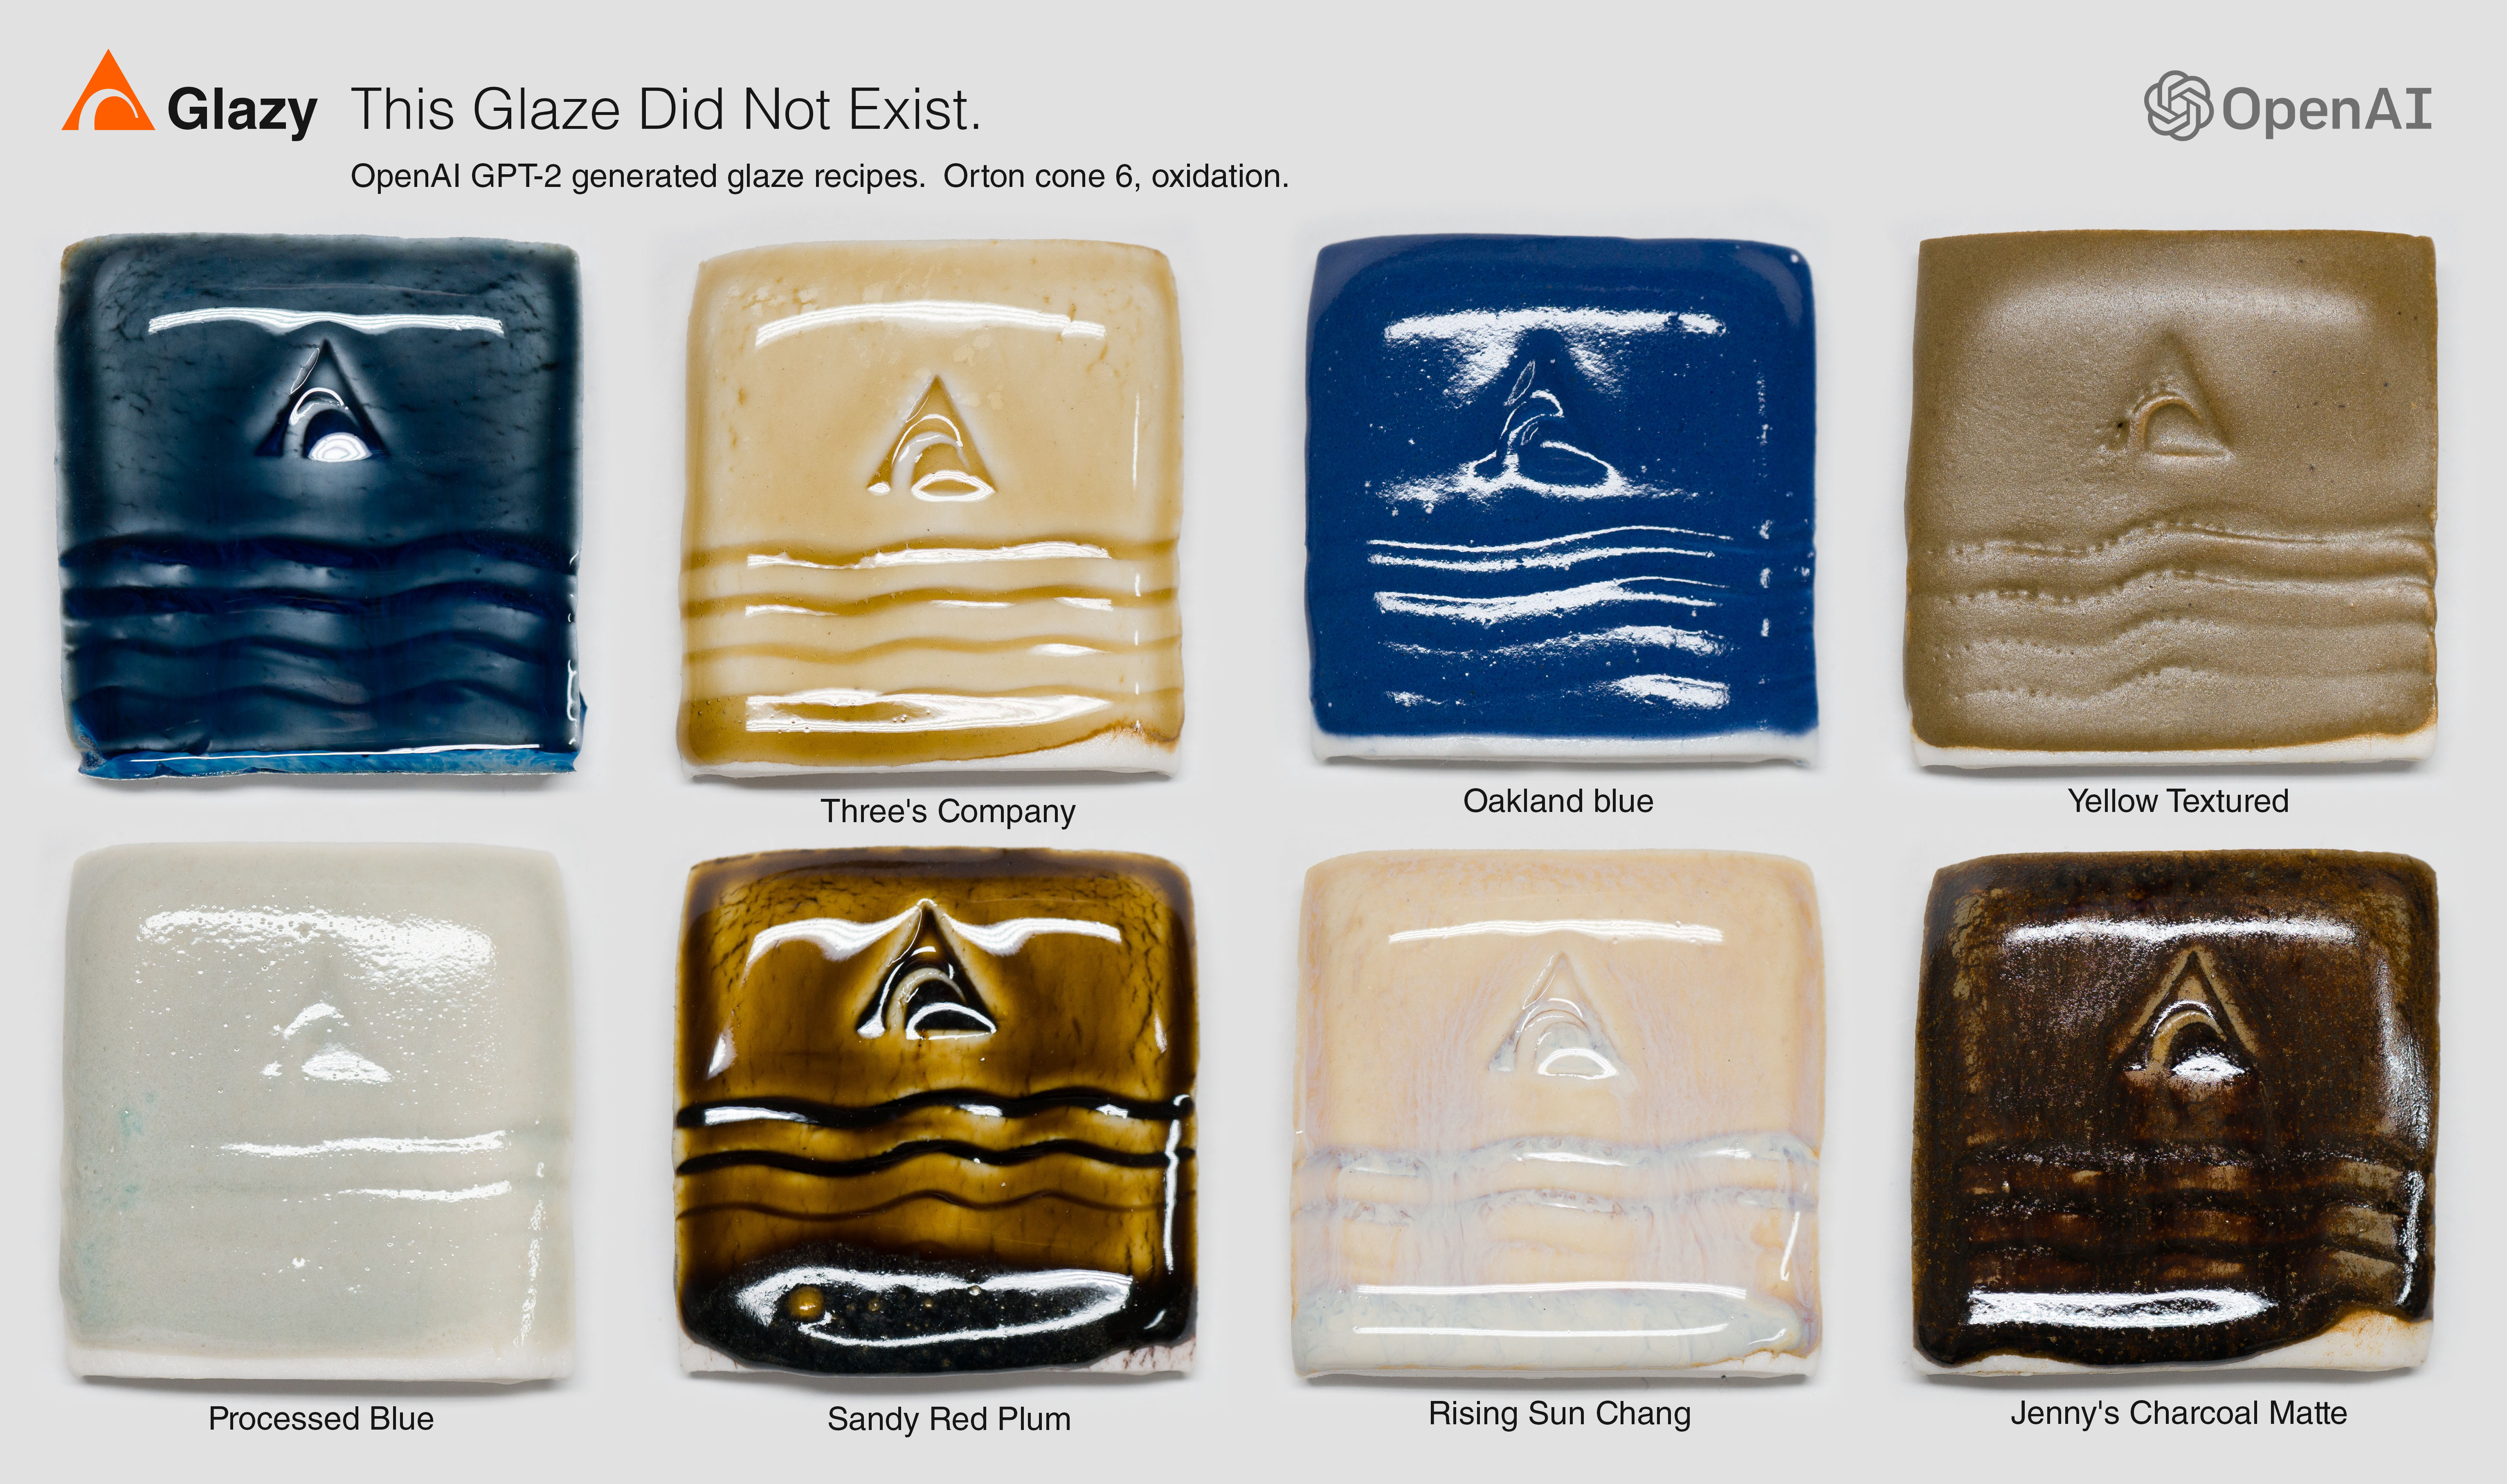 Glazy This Glaze Did Not Exist.
OpenAI
OpenAI GPT-2 generated glaze recipes. Orton cone 6, oxidation.
Three's Company
Oakland blue
Yellow Textured
Processed Blue
Sandy Red Plum
Rising Sun Chang
Jenny's Charcoal Matte